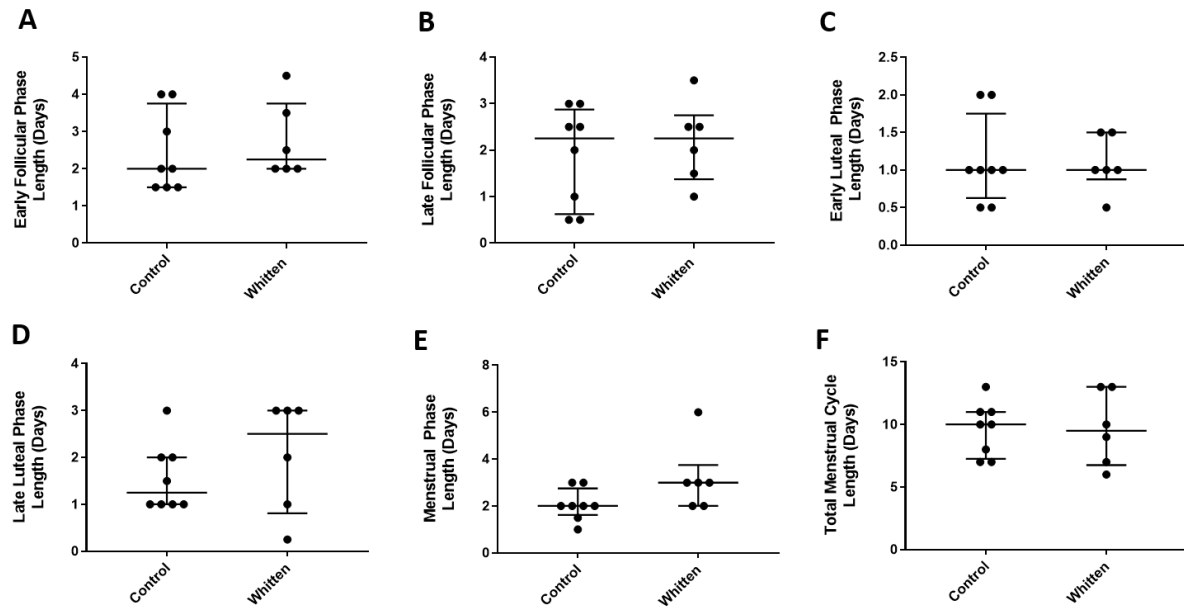 A
Early Follicular Phase
Length (Days)
5
4
3
2
1
0
Control
Whitten
B
Late Follicular Phase
Length (Days)
4
3
2
1
0
Control
Whitten
C
Early Luteal Phase
Length (Days)
2.5
2.0
1.5
1.0
0.5
0.0
Control
Whitten
D
Late Luteal Phase
Length (Days)
4
3
2
1
0
Control
Whitten
E
Menstrual Phase
Length (Days)
8
6
4
2
0
Control
Whitten
F
Total Menstrual Cycle
Length (Days)
15
10
5
0
Control
Whitten